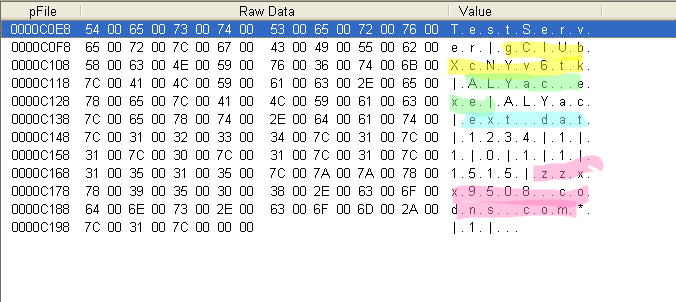 pFile Raw Data Value
0000C0E8 54 00 65 00 73 00 74 00 53 00 65 00 72 00 76 00 T.e.s.t.S.e.r.v.
0000C0F8 65 00 72 00 7C 00 67 00 43 00 49 00 55 00 62 00 e.r.|.g.C.I.U.b.
0000C108 58 00 63 00 4E 00 59 00 76 00 36 00 74 00 6B 00 X.c.N.Y.v.6.t.k.
0000C118 7C 00 41 00 4C 00 59 00 61 00 63 00 2E 00 65 00 |.A.L.Y.a.c...e.
0000C128 78 00 65 00 7C 00 41 00 4C 00 59 00 61 00 63 00 x.e.|.A.L.Y.a.c.
0000C138 7C 00 65 00 78 00 74 00 2E 00 64 00 61 00 74 00 |.e.x.t...d.a.t.
0000C148 7C 00 31 00 32 00 33 00 34 00 7C 00 31 00 7C 00 |.1.2.3.4.|.1.|.
0000C158 31 00 7C 00 30 00 7C 00 31 00 7C 00 31 00 7C 00 1.|.0.|.1.|.1.|.
0000C168 31 00 35 00 31 00 35 00 7C 00 7A 00 7A 00 78 00 1.5.1.5.|.z.z.x.
0000C178 78 00 39 00 35 00 30 00 38 00 2E 00 63 00 6F 00 x.9.5.0.8...c.o.
0000C188 64 00 6E 00 73 00 2E 00 63 00 6F 00 6D 00 2A 00 d.n.s...c.o.m.*.
0000C198 7C 00 31 00 7C 00 00 00 |.1.|...